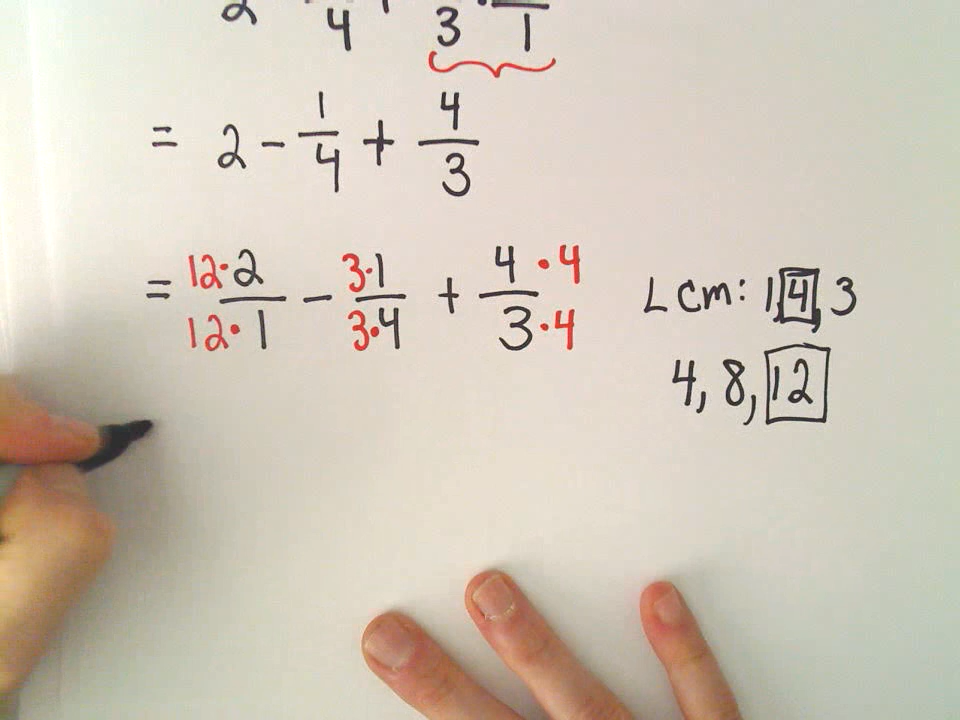 2 4 3 · 1
= 2 - 1/4 + 4/3
= 12·2/12·1 - 3·1/3·4 + 4·4/3·4
LCM: 1, 4, 3
4, 8, 12